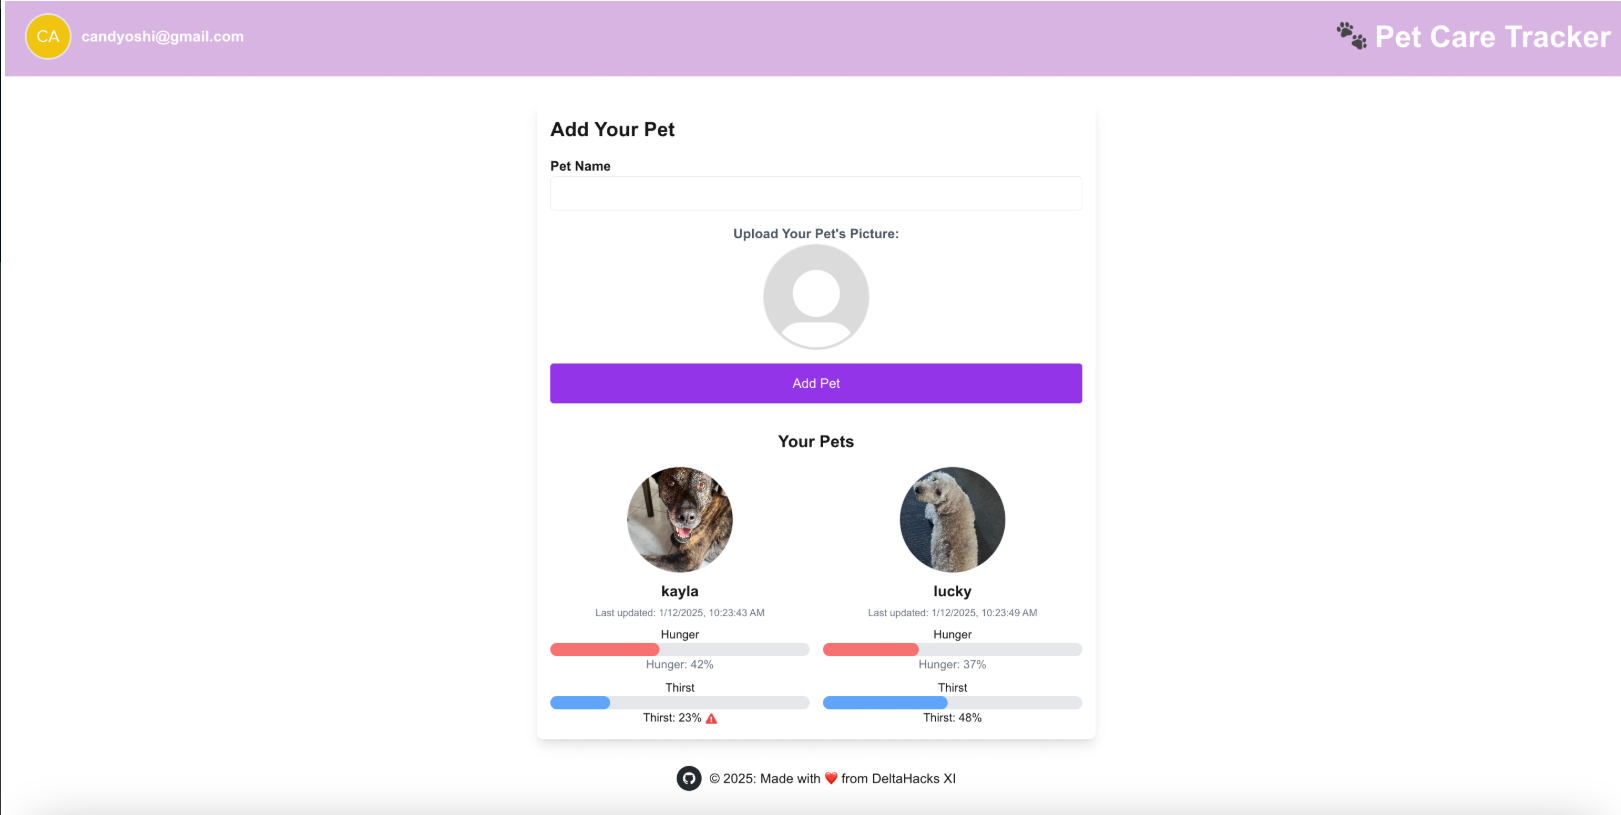 CA candyoshi@gmail.com
🐾 Pet Care Tracker
Add Your Pet
Pet Name
Upload Your Pet's Picture:
Add Pet
Your Pets
kayla
Last updated: 1/12/2025, 10:23:43 AM
Hunger
Hunger: 42%
Thirst
Thirst: 23% ⚠
lucky
Last updated: 1/12/2025, 10:23:49 AM
Hunger
Hunger: 37%
Thirst
Thirst: 48%
© 2025: Made with ❤️ from DeltaHacks XI